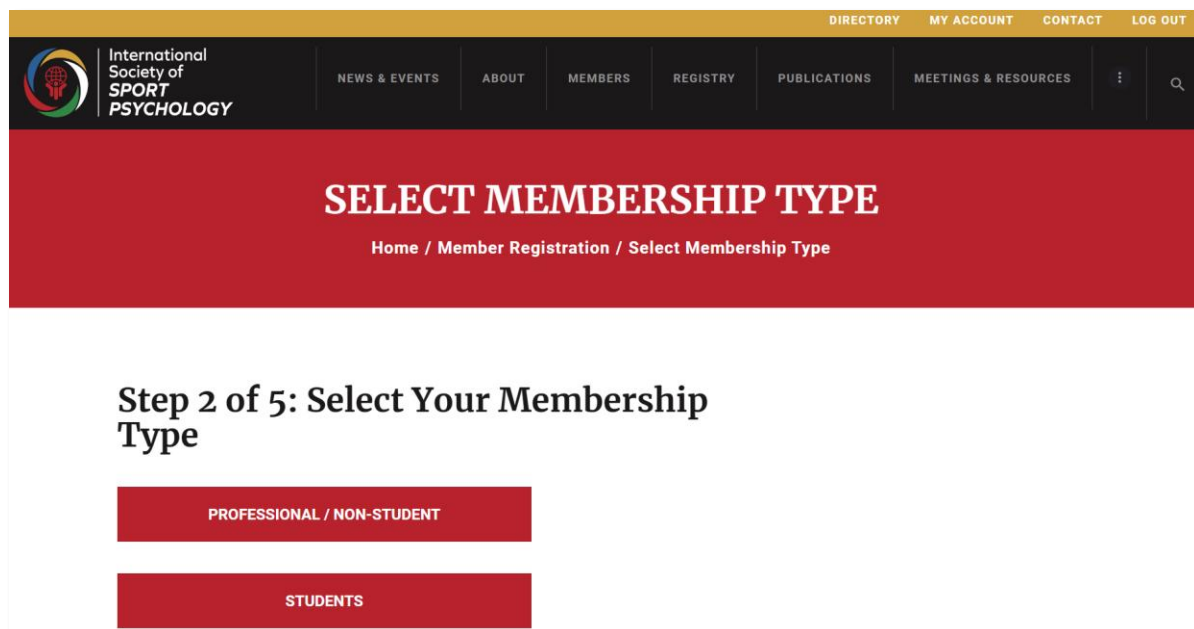 DIRECTORY MY ACCOUNT CONTACT LOG OUT
International
Society of
SPORT
PSYCHOLOGY
NEWS & EVENTS ABOUT MEMBERS REGISTRY PUBLICATIONS MEETINGS & RESOURCES
SELECT MEMBERSHIP TYPE
Home / Member Registration / Select Membership Type
Step 2 of 5: Select Your Membership
Type
PROFESSIONAL / NON-STUDENT
STUDENTS